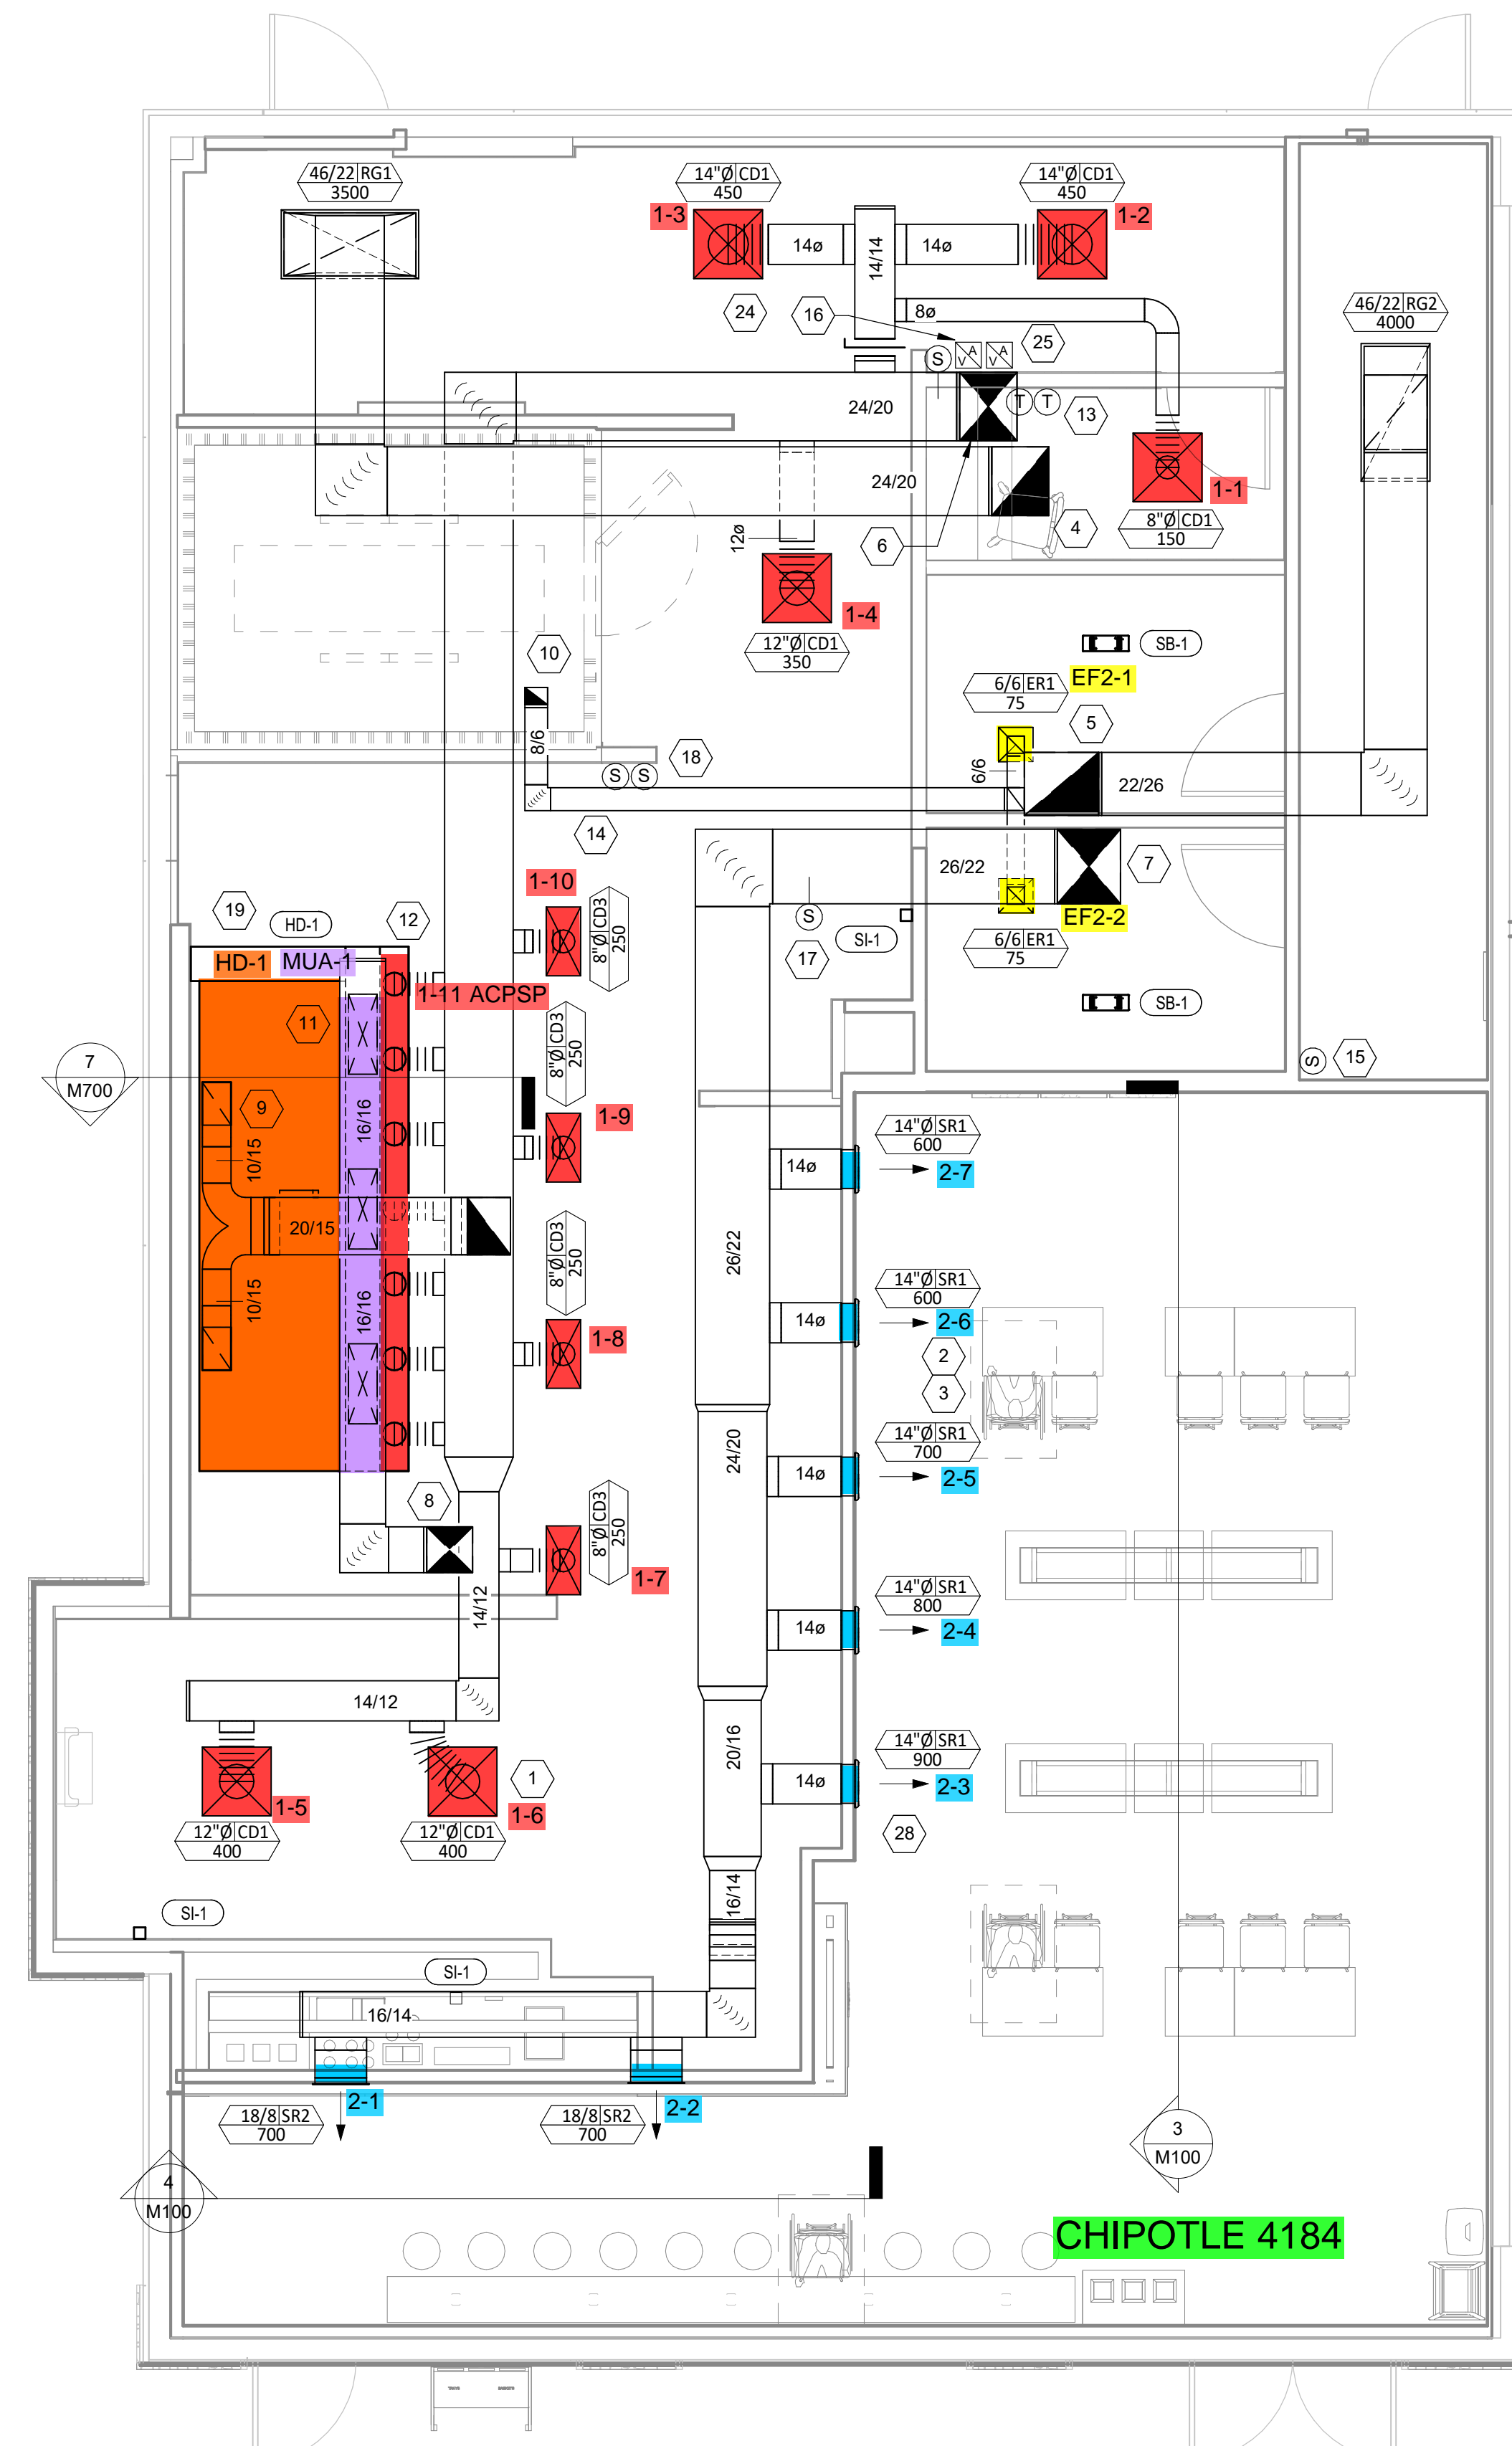 46/22 RG1
3500
14"Ø CD1
450
14"Ø CD1
450
1-3
1-2
14ø
14/14
14ø
24
16
8ø
25
46/22 RG2
4000
A
V
A
V
S
T
T
13
24/20
24/20
1-1
8"Ø CD1
150
4
6
12ø
1-4
12"Ø CD1
350
10
SB-1
EF2-1
6/6 ER1
75
5
8/6
18
S
S
6/6
22/26
14
26/22
7
1-10
8"Ø CD3
250
EF2-2
19
HD-1
12
S
SI-1
6/6 ER1
75
17
HD-1
MUA-1
1-11 ACPSP
11
SB-1
8"Ø CD3
250
7
M700
S
15
9
16/16
10/15
1-9
14"Ø SR1
600
14ø
2-7
20/15
8"Ø CD3
250
26/22
10/15
16/16
14"Ø SR1
600
14ø
2-6
1-8
2
3
24/20
14"Ø SR1
700
14ø
2-5
8
8"Ø CD3
250
1-7
14/12
14"Ø SR1
800
14ø
2-4
14/12
20/16
14"Ø SR1
900
14ø
2-3
1
1-5
1-6
12"Ø CD1
400
12"Ø CD1
400
28
16/14
SI-1
SI-1
16/14
2-1
2-2
18/8 SR2
700
18/8 SR2
700
3
M100
4
M100
CHIPOTLE 4184